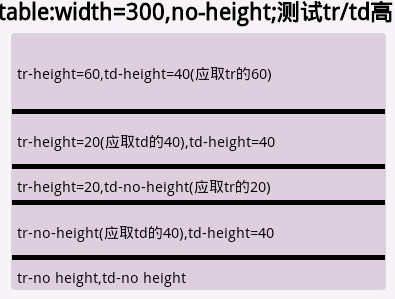 table:width=300,no-height;测试tr/td高
tr-height=60,td-height=40(应取tr的60)
tr-height=20(应取td的40),td-height=40
tr-height=20,td-no-height(应取tr的20)
tr-no-height(应取td的40),td-height=40
tr-no height,td-no height